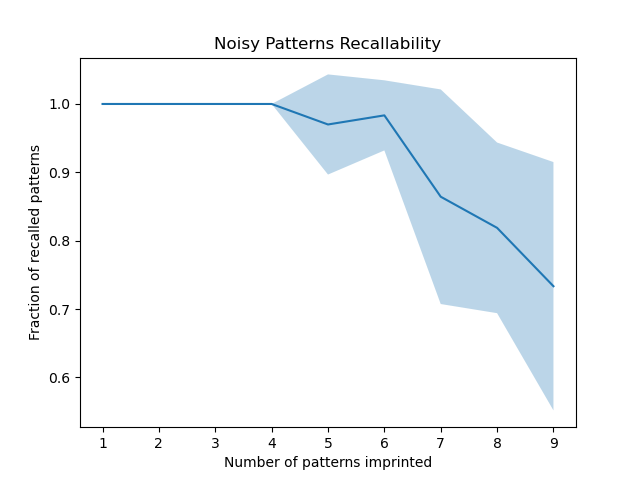 Noisy Patterns Recallability
1.0
0.9
0.8
0.7
0.6
Fraction of recalled patterns
1 2 3 4 5 6 7 8 9
Number of patterns imprinted